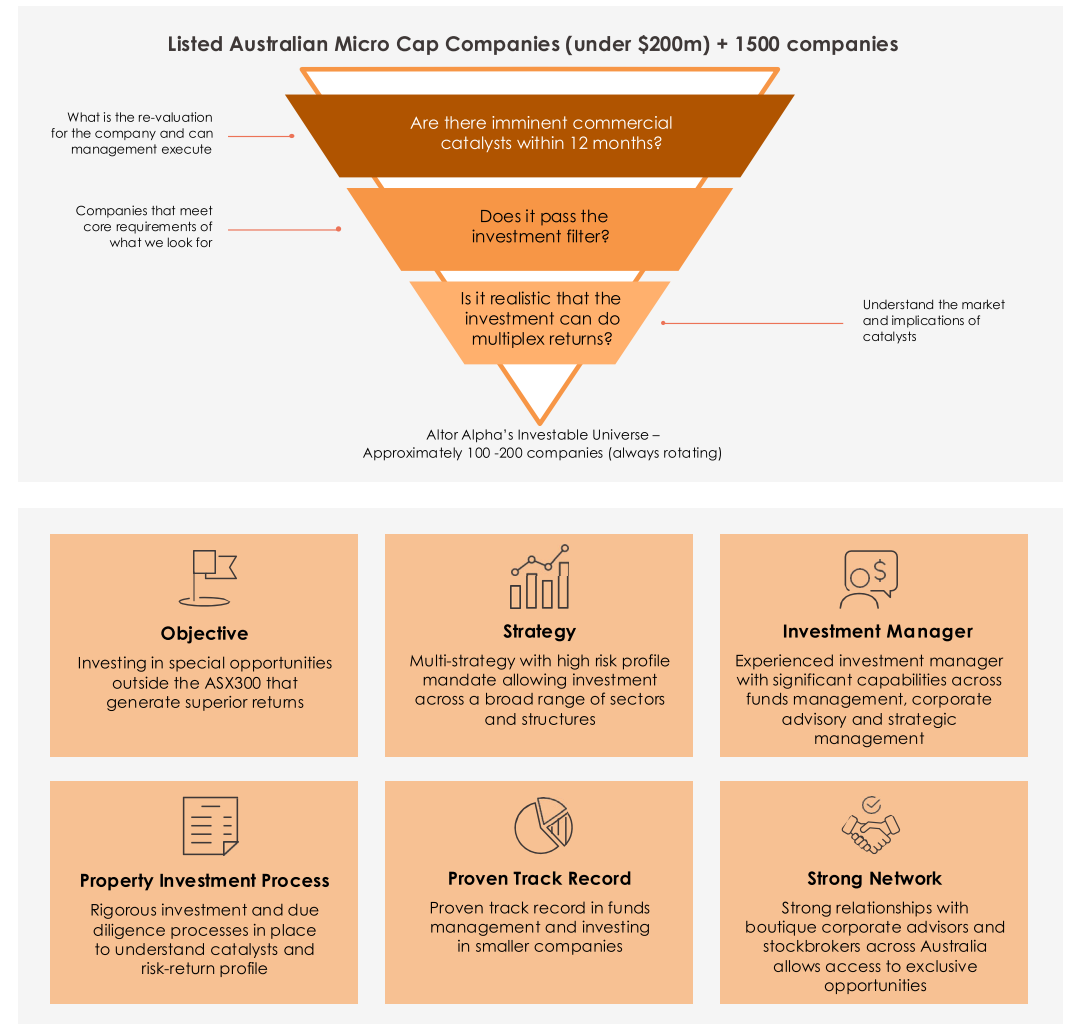 Listed Australian Micro Cap Companies (under $200m) + 1500 companies
What is the re-valuation
for the company and can
management execute
Are there imminent commercial
catalysts within 12 months?
Companies that meet
core requirements of
what we look for
Does it pass the
investment filter?
Is it realistic that the
investment can do
multiplex returns?
Understand the market
and implications of
catalysts
Altor Alpha's Investable Universe –
Approximately 100 -200 companies (always rotating)
Objective
Investing in special opportunities
outside the ASX300 that
generate superior returns
Strategy
Multi-strategy with high risk profile
mandate allowing investment
across a broad range of sectors
and structures
$
Investment Manager
Experienced investment manager
with significant capabilities across
funds management, corporate
advisory and strategic
management
Property Investment Process
Rigorous investment and due
diligence processes in place
to understand catalysts and
risk-return profile
Proven Track Record
Proven track record in funds
management and investing
in smaller companies
Strong Network
Strong relationships with
boutique corporate advisors and
stockbrokers across Australia
allows access to exclusive
opportunities